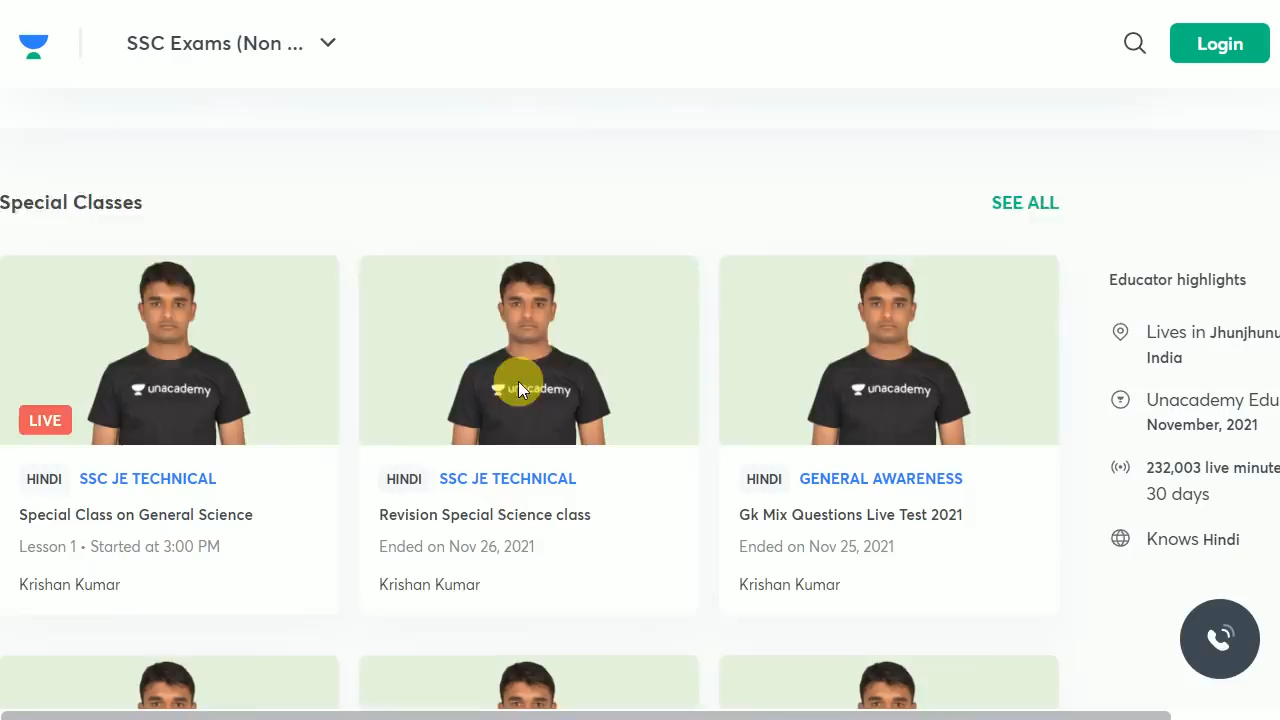 SSC Exams (Non ...
Login
Special Classes
SEE ALL
unacademy
unacademy
unacademy
LIVE
HINDI SSC JE TECHNICAL
Special Class on General Science
Lesson 1 • Started at 3:00 PM
Krishan Kumar
HINDI SSC JE TECHNICAL
Revision Special Science class
Ended on Nov 26, 2021
Krishan Kumar
HINDI GENERAL AWARENESS
Gk Mix Questions Live Test 2021
Ended on Nov 25, 2021
Krishan Kumar
Educator highlights
Lives in Jhunjhunu
India
Unacademy Edu
November, 2021
232,003 live minute
30 days
Knows Hindi